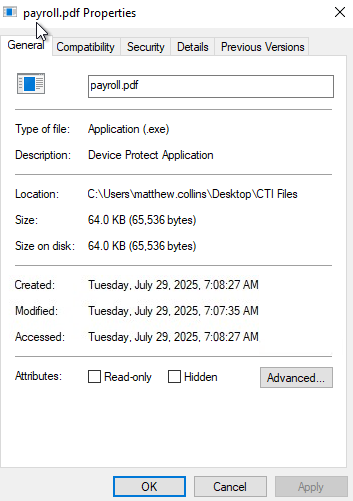 payroll.pdf Properties
General Compatibility Security Details Previous Versions
payroll.pdf
Type of file: Application (.exe)
Description: Device Protect Application
Location: C:\Users\matthew.collins\Desktop\CTI Files
Size: 64.0 KB (65,536 bytes)
Size on disk: 64.0 KB (65,536 bytes)
Created: Tuesday, July 29, 2025, 7:08:27 AM
Modified: Tuesday, July 29, 2025, 7:07:35 AM
Accessed: Tuesday, July 29, 2025, 7:08:27 AM
Attributes: Read-only Hidden Advanced...
OK Cancel Apply